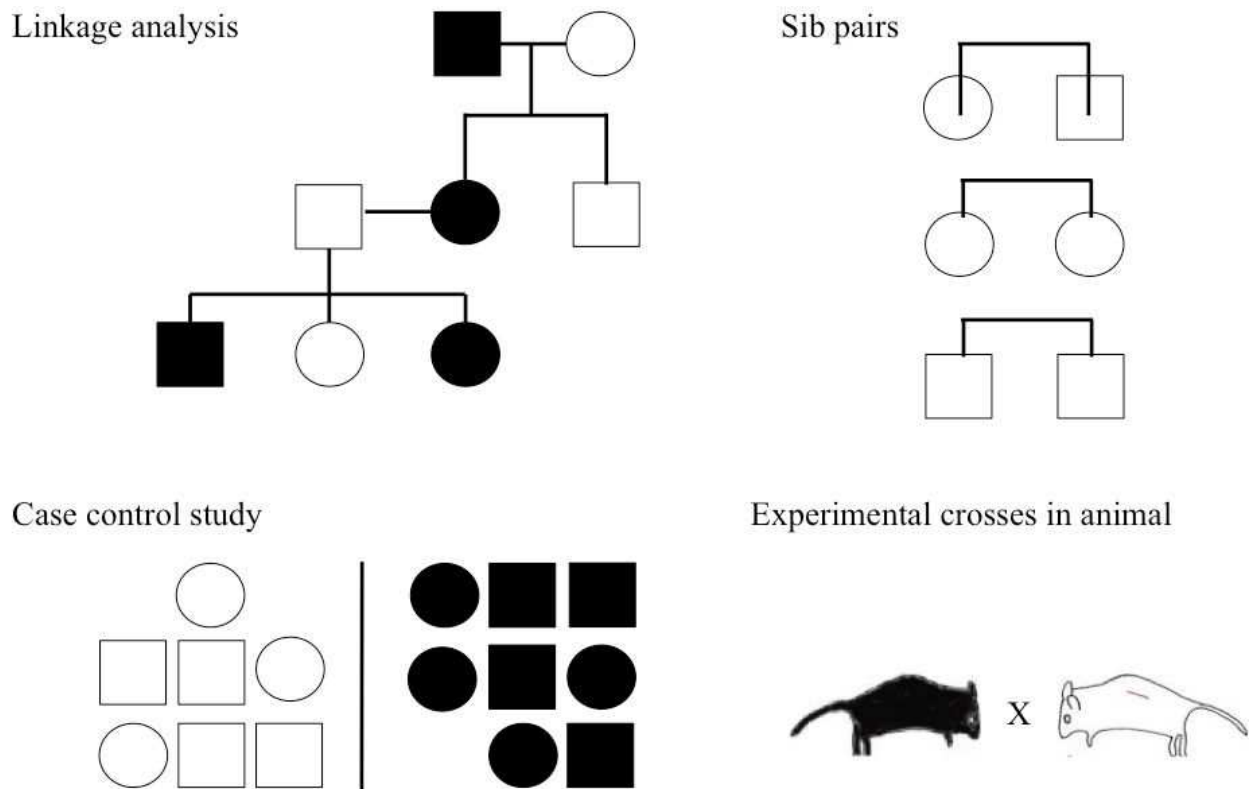 Linkage analysis
Sib pairs
Case control study
Experimental crosses in animal
X